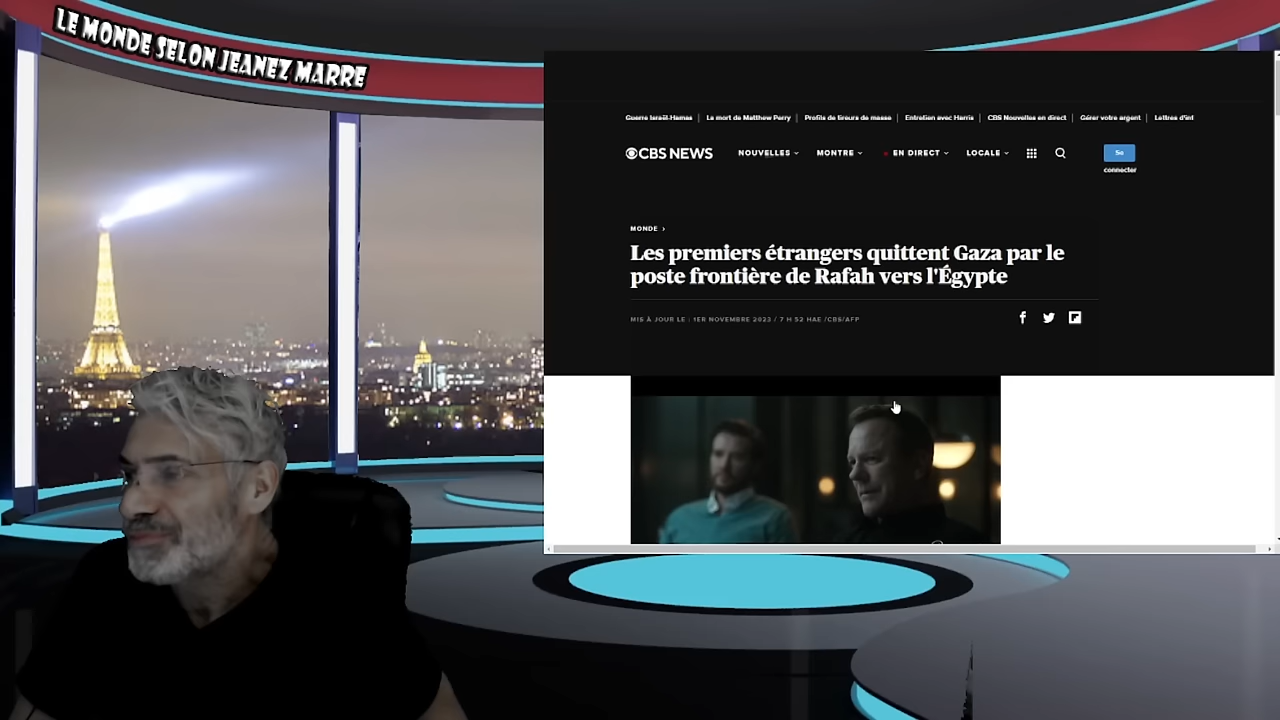 LE MONDE SELON JEANEZ MARRE
Guerre Israël-Hamas | La mort de Matthew Perry | Profils de tireurs de masse | Entretien avec Harris | CBS Nouvelles en direct | Gérer votre argent | Lettres d'inf
CBS NEWS NOUVELLES MONTRE EN DIRECT LOCALE Se
connecter
MONDE ›
Les premiers étrangers quittent Gaza par le
poste frontière de Rafah vers l'Égypte
MIS À JOUR LE : 1ER NOVEMBRE 2023 / 7 H 52 HAE /CBS/AFP